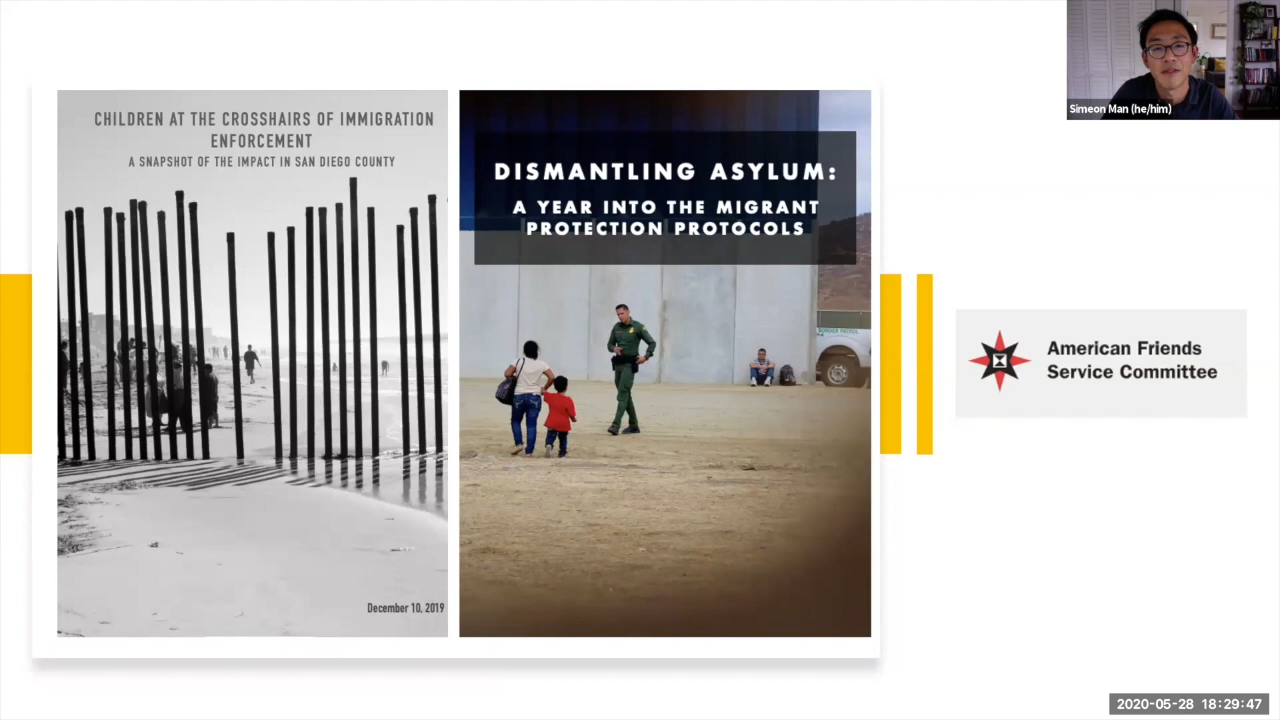 CHILDREN AT THE CROSSHAIRS OF IMMIGRATION
ENFORCEMENT
A SNAPSHOT OF THE IMPACT IN SAN DIEGO COUNTY
December 10, 2019
DISMANTLING ASYLUM:
A YEAR INTO THE MIGRANT
PROTECTION PROTOCOLS
BORDER PATROL
American Friends
Service Committee
Simeon Man (he/him)
2020-05-28 18:29:47